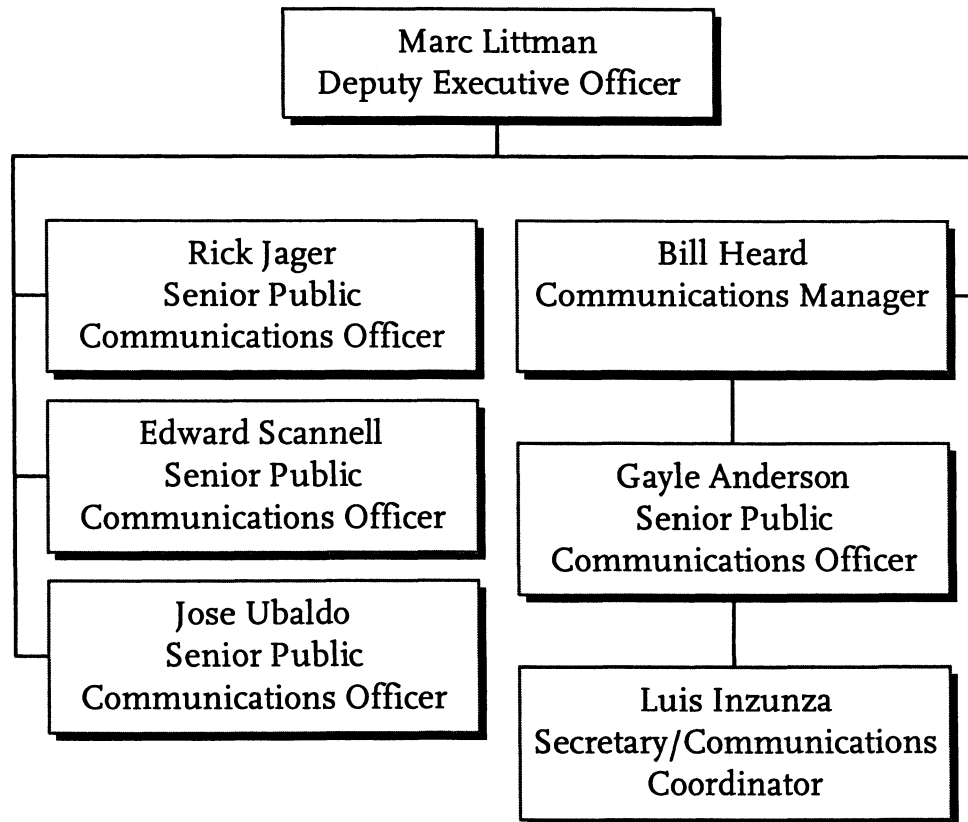 Marc Littman
Deputy Executive Officer
Rick Jager
Senior Public
Communications Officer
Edward Scannell
Senior Public
Communications Officer
Jose Ubaldo
Senior Public
Communications Officer
Bill Heard
Communications Manager
Gayle Anderson
Senior Public
Communications Officer
Luis Inzunza
Secretary/Communications
Coordinator